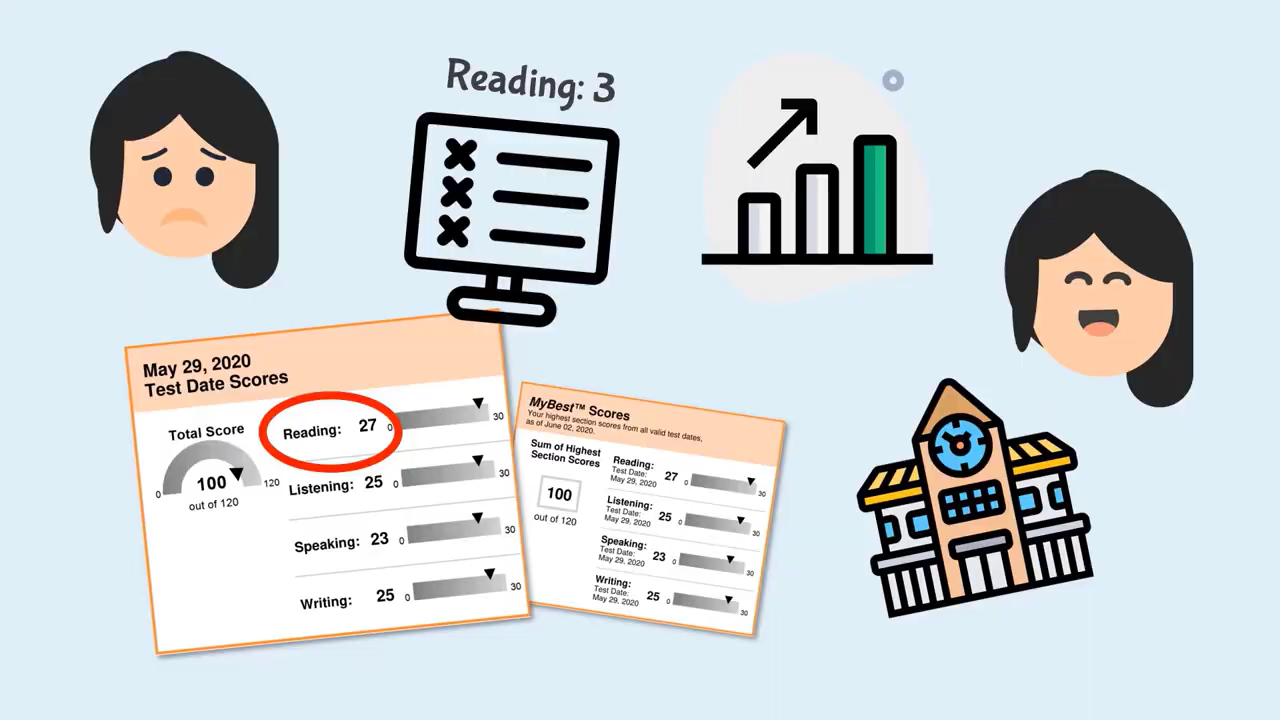 Reading: 3
May 29, 2020
Test Date Scores
Total Score
100
0
120
out of 120
Reading: 27
0
30
Listening: 25
0
30
Speaking: 23
0
30
Writing: 25
0
30
MyBest™ Scores
Your highest section scores from all valid test dates,
as of June 02, 2020.
Sum of Highest
Section Scores
100
out of 120
Reading:
Test Date:
May 29, 2020
27
0
30
Listening:
Test Date:
May 29, 2020
25
0
30
Speaking:
Test Date:
May 29, 2020
23
0
30
Writing:
Test Date:
May 29, 2020
25
0
30